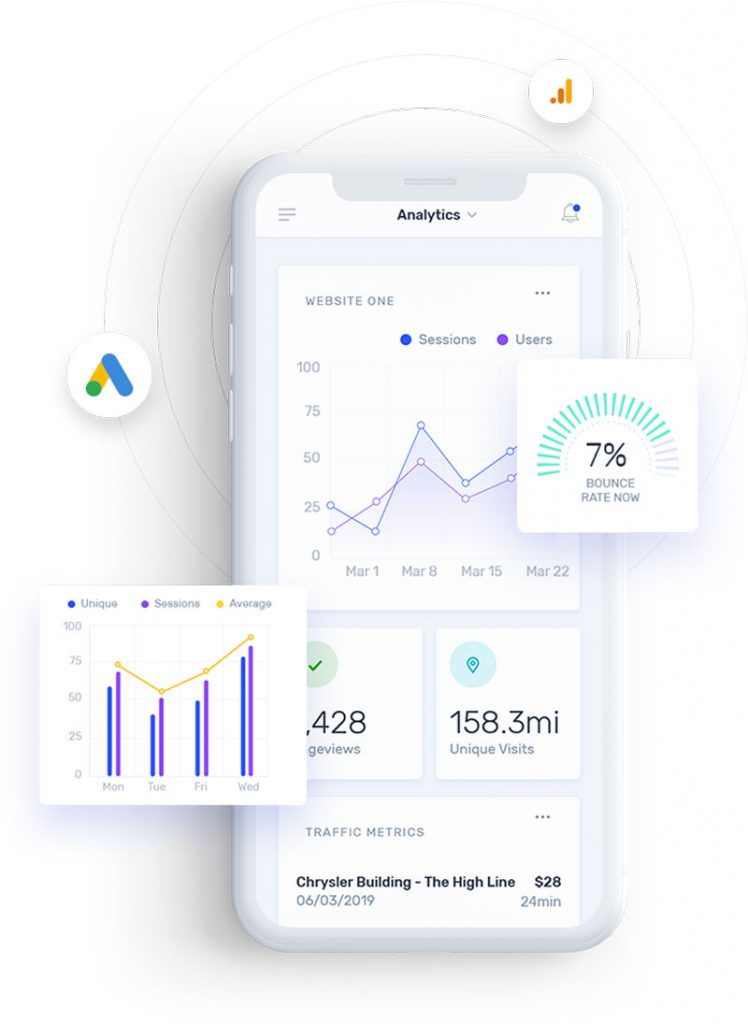 Analytics
WEBSITE ONE
Sessions Users
100
75
50
25
0
Mar 1 Mar 8 Mar 15 Mar 22
7%
BOUNCE
RATE NOW
Unique Sessions Average
100
75
50
25
0
Mon Tue Fri Wed
,428
geviews
158.3mi
Unique Visits
TRAFFIC METRICS
Chrysler Building - The High Line $28
06/03/2019 24min